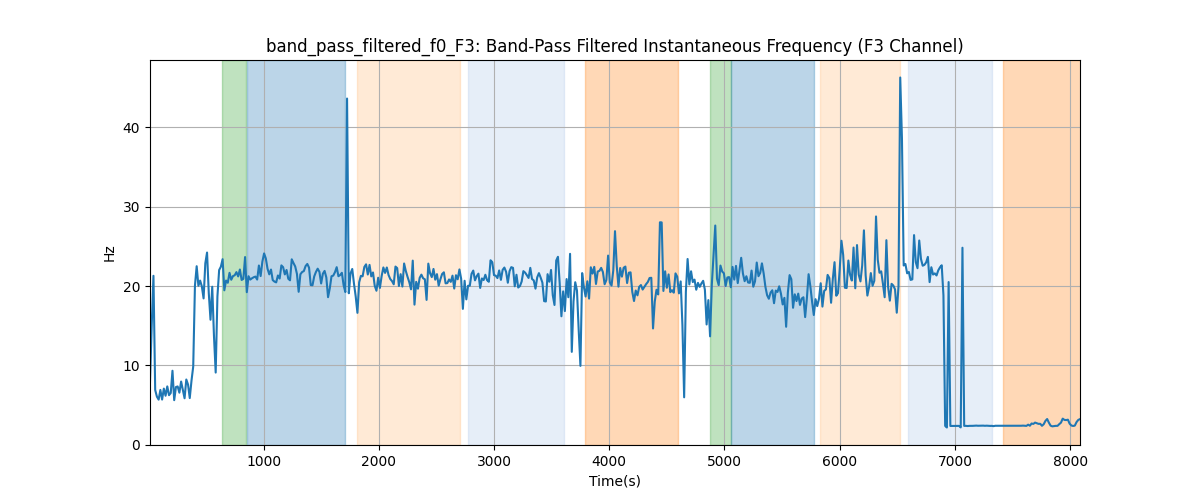 band_pass_filtered_f0_F3: Band-Pass Filtered Instantaneous Frequency (F3 Channel)
Hz
40
30
20
10
0
1000 2000 3000 4000 5000 6000 7000 8000
Time(s)